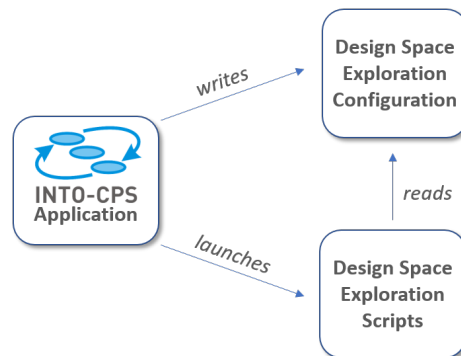 Design Space
Exploration
Configuration
writes
INTO-CPS
Application
reads
launches
Design Space
Exploration
Scripts